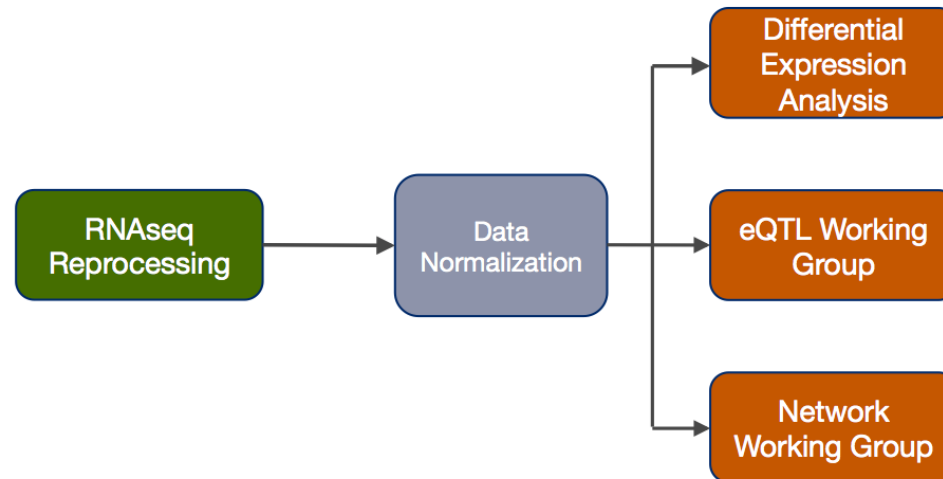 RNAseq
Reprocessing
Data
Normalization
Differential
Expression
Analysis
eQTL Working
Group
Network
Working Group